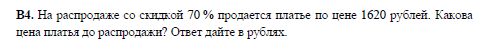 В4. На распродаже со скидкой 70 % продается платье по цене 1620 рублей. Какова
цена платья до распродажи? Ответ дайте в рублях.